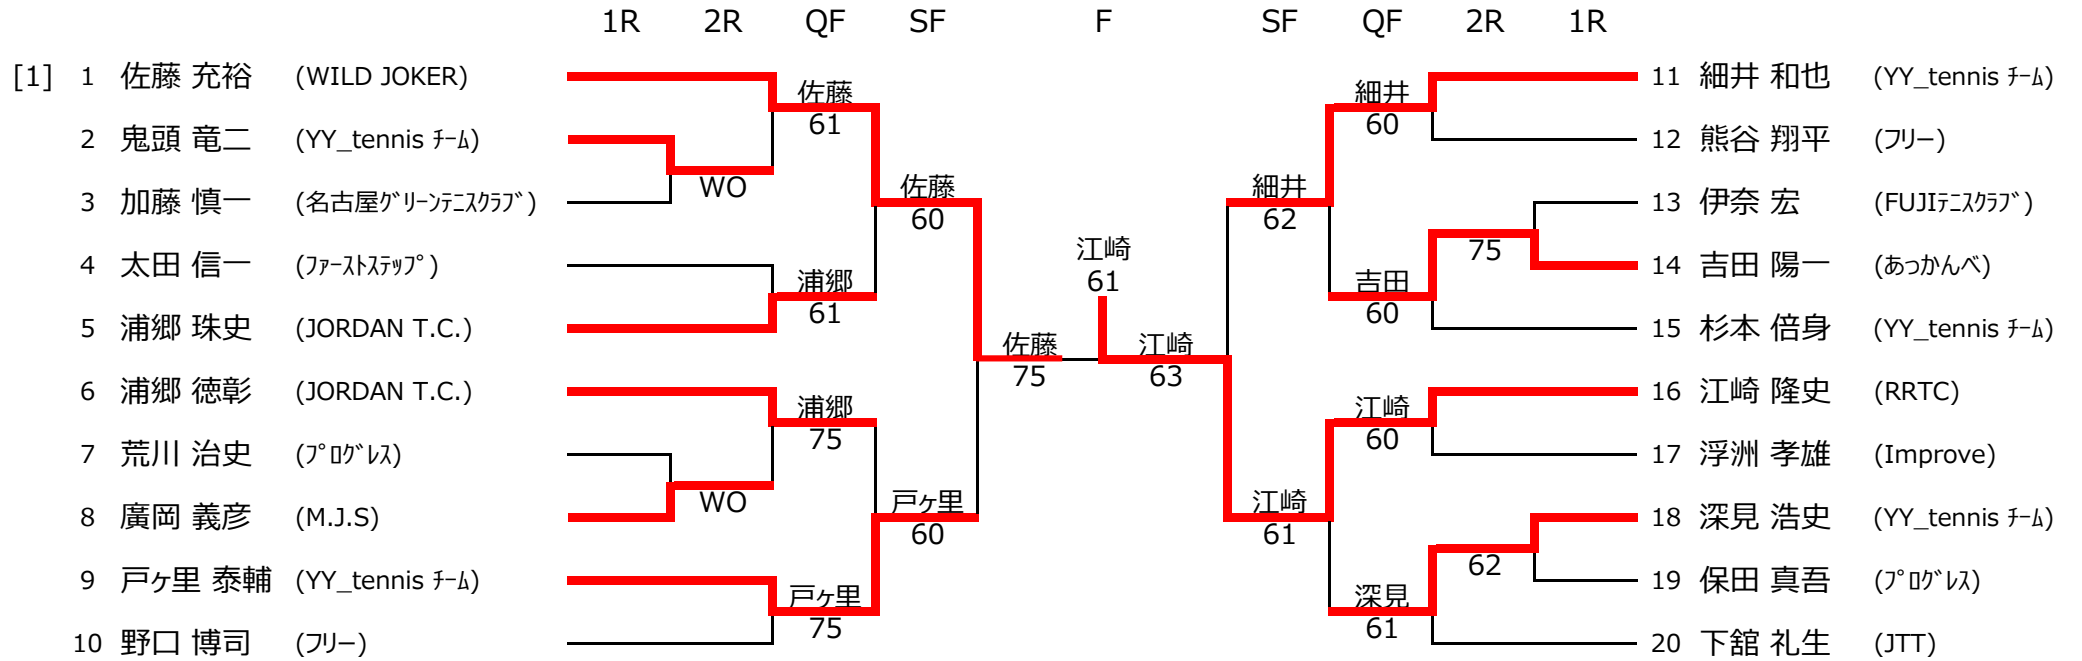 1R 2R QF SF F SF QF 2R 1R
[1] 1 佐藤 充裕 (WILD JOKER) 11 細井 和也 (YY_tennis ﾁｰﾑ)
佐藤 細井
61 60
2 鬼頭 竜二 (YY_tennis ﾁｰﾑ) 12 熊谷 翔平 (フリー)
WO 佐藤 細井
3 加藤 慎一 (名古屋ｸﾞﾘｰﾝﾃﾆｽｸﾗﾌﾞ) 13 伊奈 宏 (FUJIﾃﾆｽｸﾗﾌﾞ)
60 62
江崎 75
4 太田 信一 (ﾌｧｰｽﾄｽﾃｯﾌﾟ) 14 吉田 陽一 (あっかんべ)
浦郷 61 吉田
61 60
5 浦郷 珠史 (JORDAN T.C.) 15 杉本 倍身 (YY_tennis ﾁｰﾑ)
佐藤 江崎
75 63
6 浦郷 徳彰 (JORDAN T.C.) 16 江崎 隆史 (RRTC)
浦郷 江崎
75 60
7 荒川 治史 (ﾌﾟﾛｸﾞﾚｽ) 17 浮洲 孝雄 (Improve)
WO 戸ヶ里 江崎
8 廣岡 義彦 (M.J.S) 18 深見 浩史 (YY_tennis ﾁｰﾑ)
60 61
62
9 戸ヶ里 泰輔 (YY_tennis ﾁｰﾑ) 19 保田 真吾 (ﾌﾟﾛｸﾞﾚｽ)
戸ヶ里 深見
75 61
10 野口 博司 (フリー) 20 下舘 礼生 (JTT)